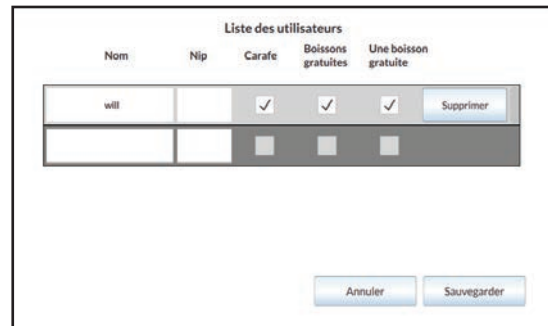 Liste des utilisateurs
Nom Nip Carafe Boissons gratuites Une boisson gratuite
will Supprimer
Annuler Sauvegarder